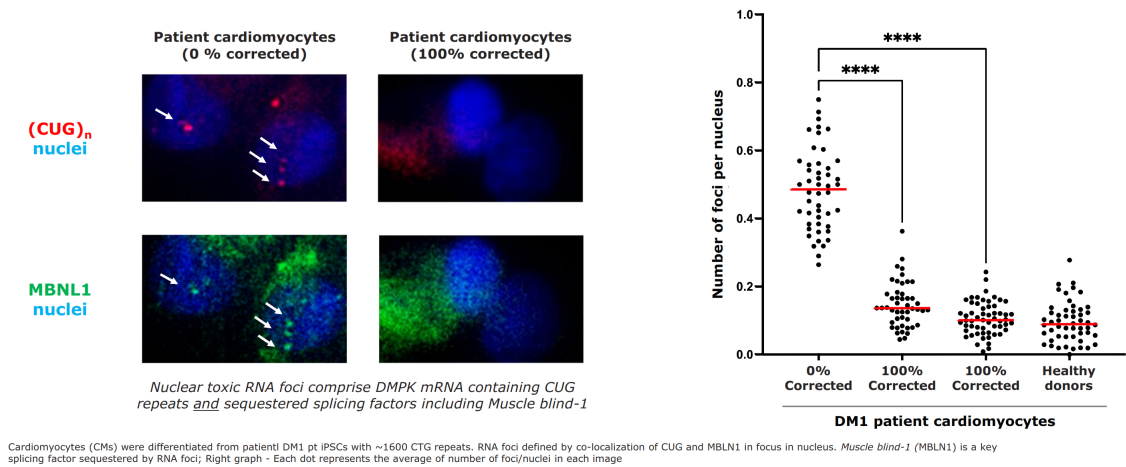 Patient cardiomyocytes
(0 % corrected)
Patient cardiomyocytes
(100% corrected)
(CUG)n
nuclei
MBNL1
nuclei
Nuclear toxic RNA foci comprise DMPK mRNA containing CUG
repeats and sequestered splicing factors including Muscle blind-1
****
****
Number of foci per nucleus
1.0
0.8
0.6
0.4
0.2
0.0
0%
Corrected
100%
Corrected
100%
Corrected
Healthy
donors
DM1 patient cardiomyocytes
Cardiomyocytes (CMs) were differentiated from patientl DM1 pt iPSCs with ~1600 CTG repeats. RNA foci defined by co-localization of CUG and MBLN1 in focus in nucleus. Muscle blind-1 (MBLN1) is a key
splicing factor sequestered by RNA foci; Right graph - Each dot represents the average of number of foci/nuclei in each image